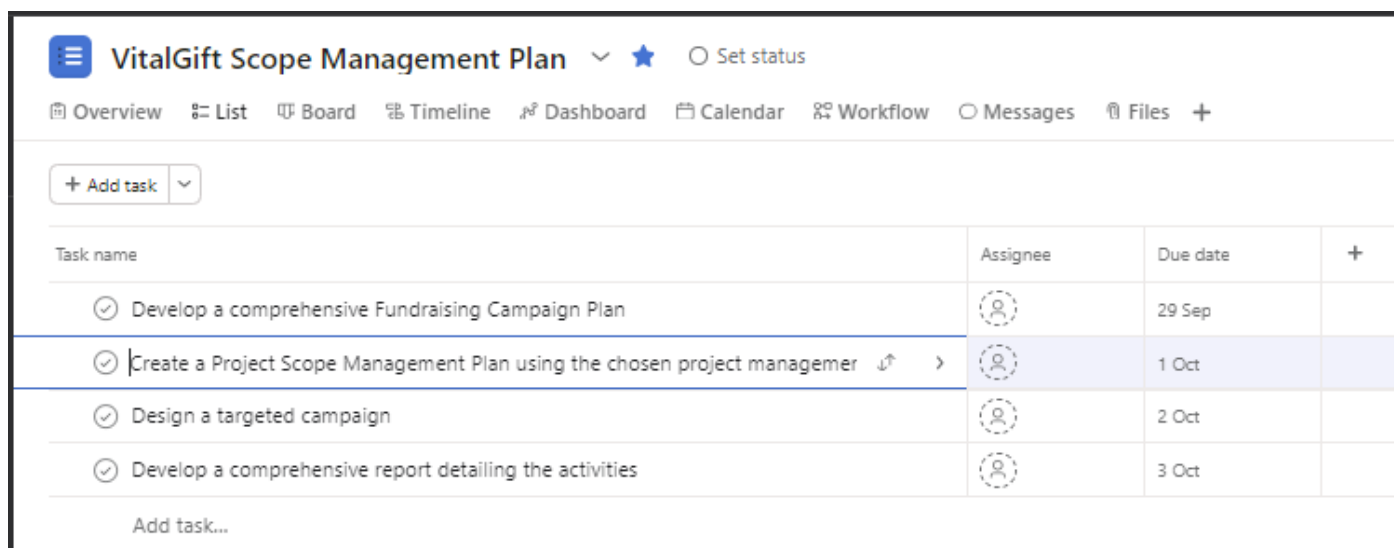 VitalGift Scope Management Plan Set status
Overview List Board Timeline Dashboard Calendar Workflow Messages Files +
+ Add task
Task name Assignee Due date +
Develop a comprehensive Fundraising Campaign Plan 29 Sep
Create a Project Scope Management Plan using the chosen project managemer 1 Oct
Design a targeted campaign 2 Oct
Develop a comprehensive report detailing the activities 3 Oct
Add task...